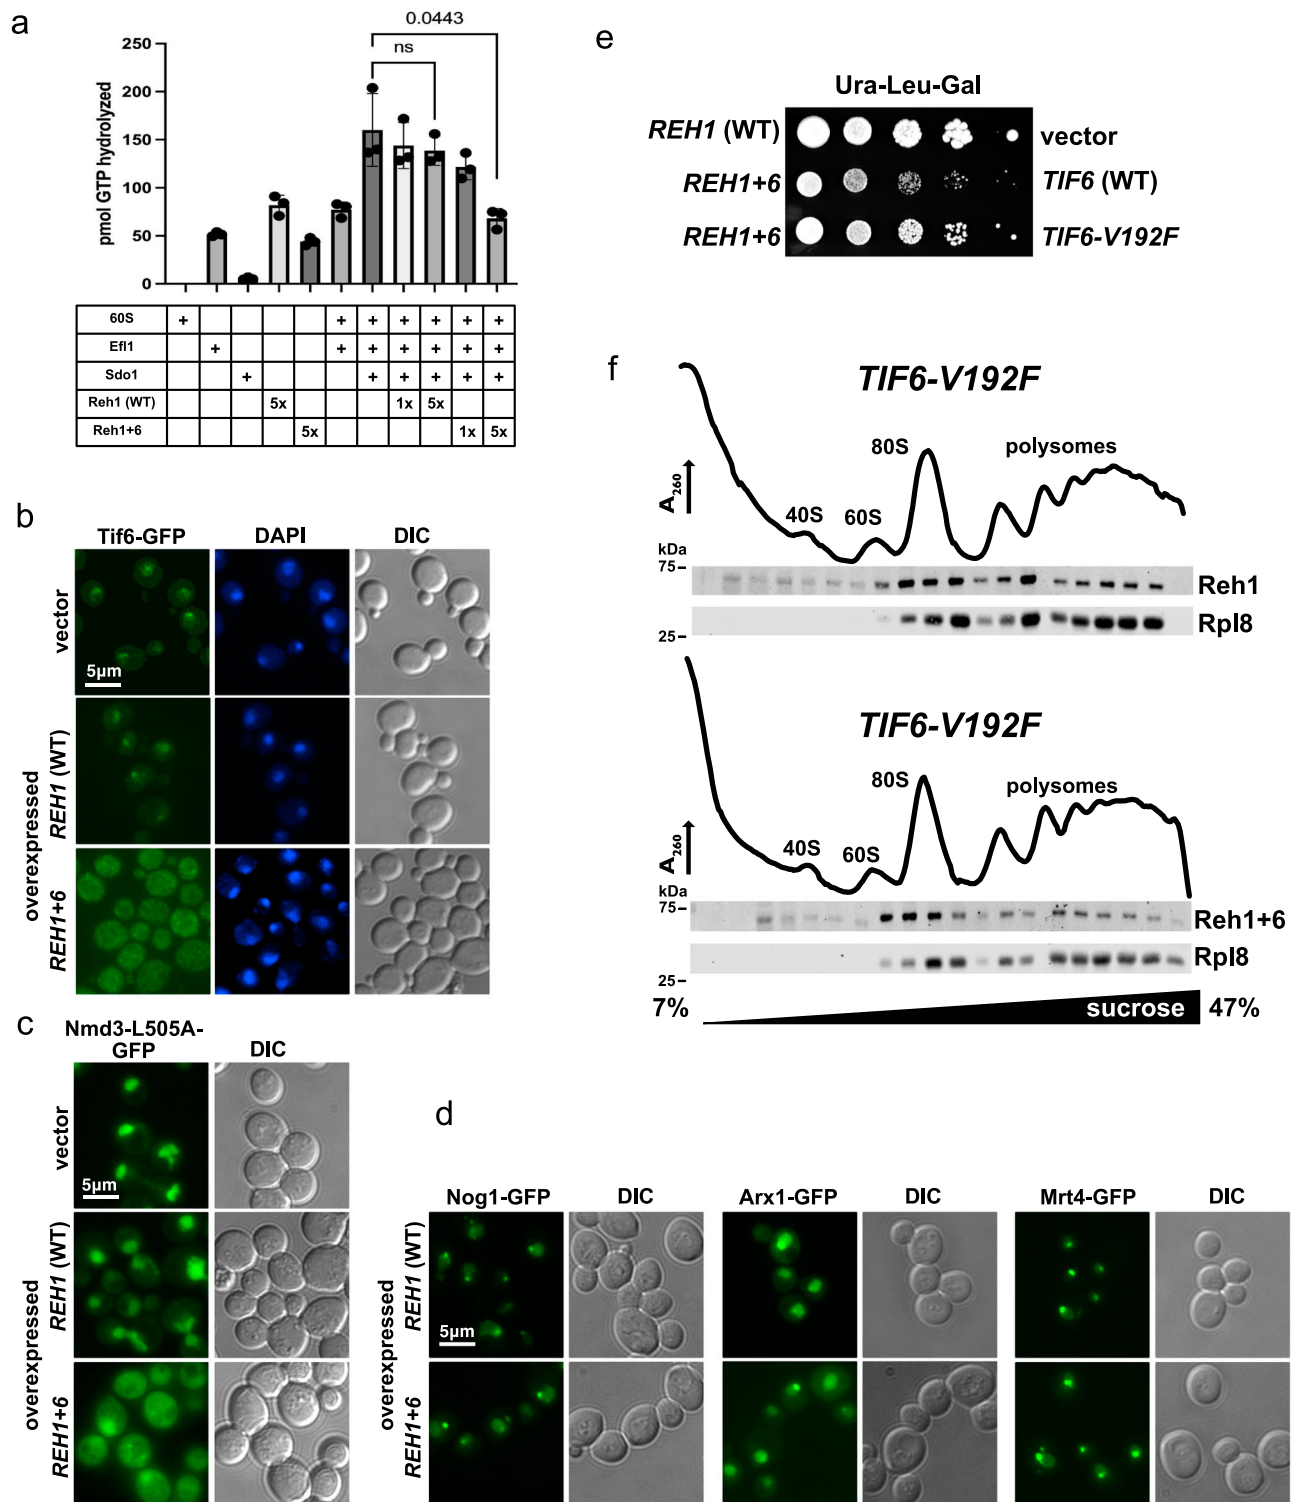 a
0.0443
ns
pmol GTP hydrolyzed
250
200
150
100
50
0
60S + + + + + + +
Efl1 + + + + + + +
Sdo1 + + + + + +
Reh1 (WT) 5x 1x 5x
Reh1+6 5x 1x 5x
b
Tif6-GFP DAPI DIC
vector
5µm
overexpressed
REH1 (WT)
REH1+6
c
Nmd3-L505A-
GFP DIC
vector
5µm
overexpressed
REH1 (WT)
REH1+6
d
Nog1-GFP DIC Arx1-GFP DIC Mrt4-GFP DIC
overexpressed
REH1 (WT)
5µm
REH1+6
e
Ura-Leu-Gal
REH1 (WT) vector
REH1+6 TIF6 (WT)
REH1+6 TIF6-V192F
f
TIF6-V192F
80S
polysomes
A260
40S 60S
kDa
75
Reh1
Rpl8
25
TIF6-V192F
80S
polysomes
A260
40S 60S
kDa
75
Reh1+6
Rpl8
25
7% sucrose 47%